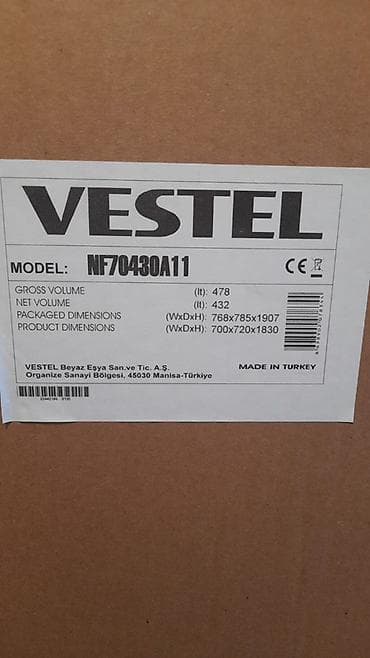 VESTEL
MODEL: NF70430A11
GROSS VOLUME (lt): 478
NET VOLUME (lt): 432
PACKAGED DIMENSIONS (WxDxH): 768x785x1907
PRODUCT DIMENSIONS (WxDxH): 700x720x1830
VESTEL Beyaz Eşya San.ve Tic. A.Ş.
Organize Sanayi Bölgesi, 45030 Manisa-Türkiye
MADE IN TURKEY